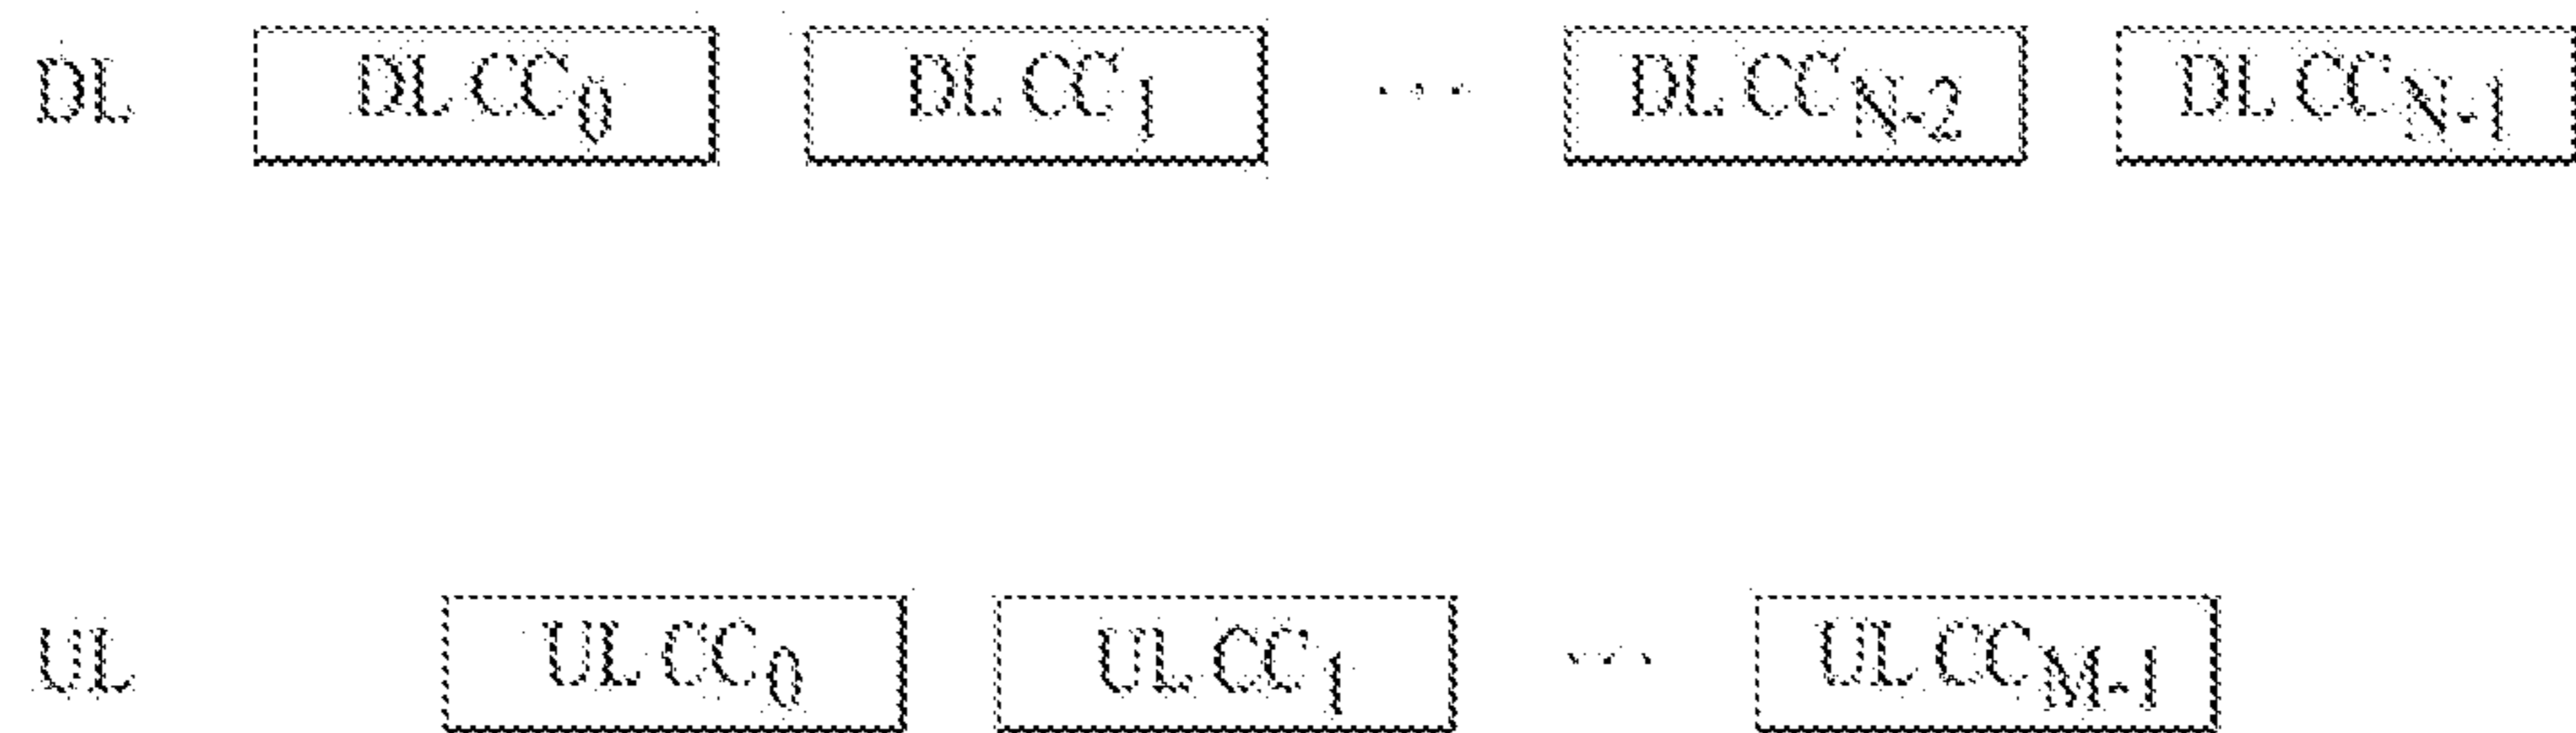 DL DL CC0 DL CC1 ... DL CCN-2 DL CCN-1
UL UL CC0 UL CC1 ... UL CCM-1